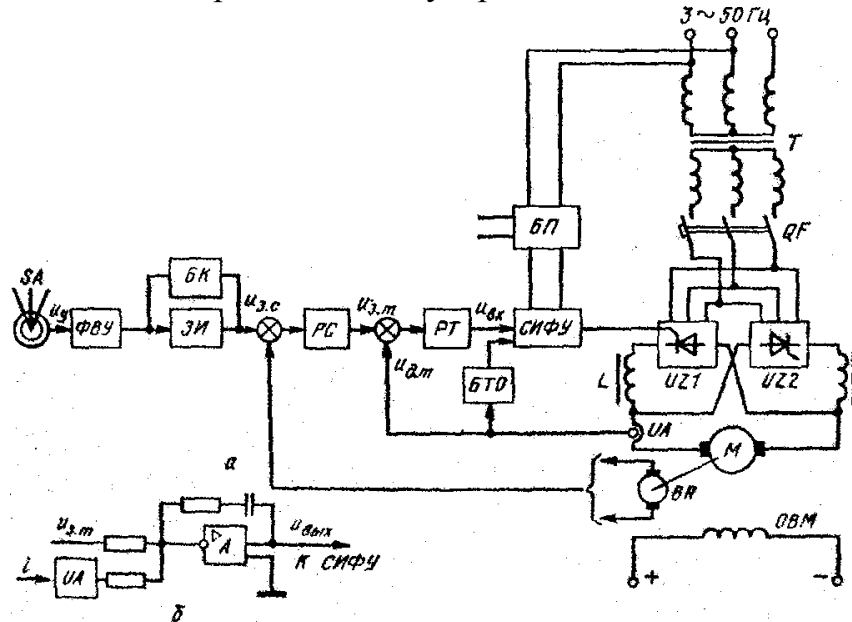 3 ~ 50 Гц
T
QF
БП
SA
uу
ФВУ
БК
ЗИ
uз.с
РС
uз.т
РТ
uвх
СИФУ
uд.т
БТО
UZ1
UZ2
L
UA
M
BR
ОВМ
+
−
а
uз.т
i
UA
A
uвых
К СИФУ
б